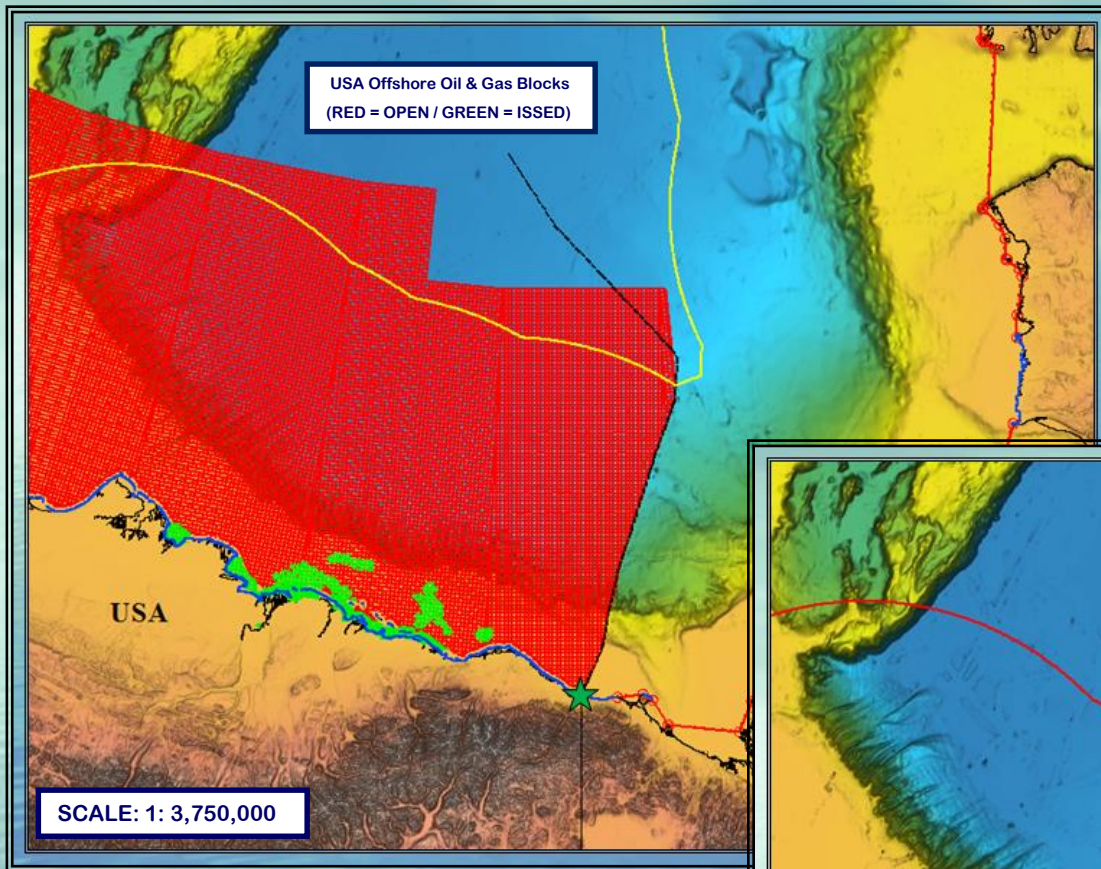 USA Offshore Oil & Gas Blocks
(RED = OPEN / GREEN = ISSED)
USA
SCALE: 1: 3,750,000